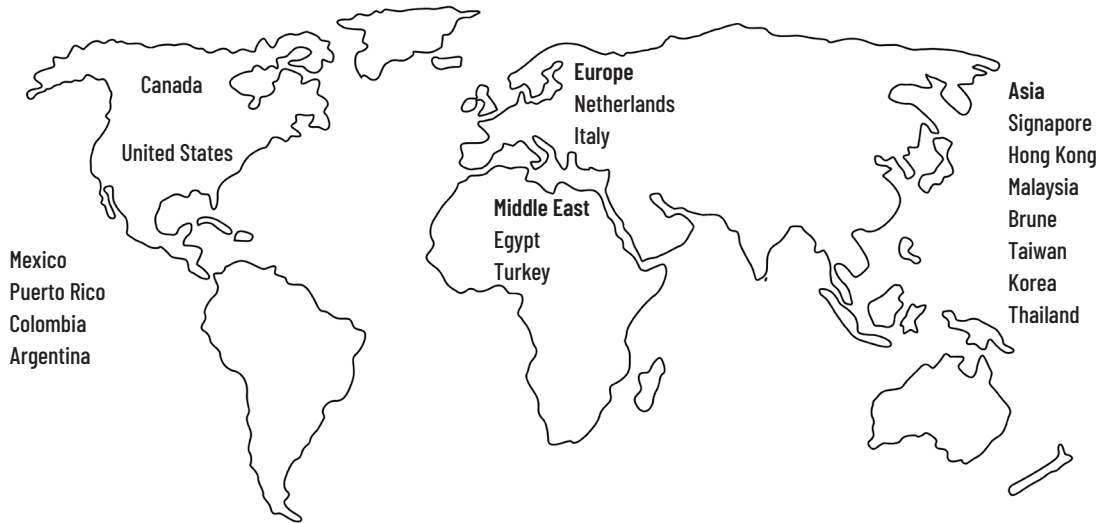 Canada
United States
Mexico
Puerto Rico
Colombia
Argentina
Europe
Netherlands
Italy
Middle East
Egypt
Turkey
Asia
Signapore
Hong Kong
Malaysia
Brune
Taiwan
Korea
Thailand